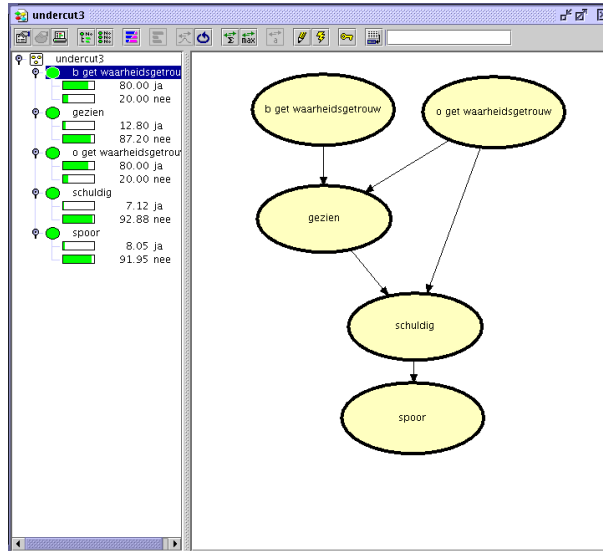 undercut3
undercut3
b get waarheidsgetrou
80.00 ja
20.00 nee
gezien
12.80 ja
87.20 nee
o get waarheidsgetrou
80.00 ja
20.00 nee
schuldig
7.12 ja
92.88 nee
spoor
8.05 ja
91.95 nee
b get waarheidsgetrouw
o get waarheidsgetrouw
gezien
schuldig
spoor